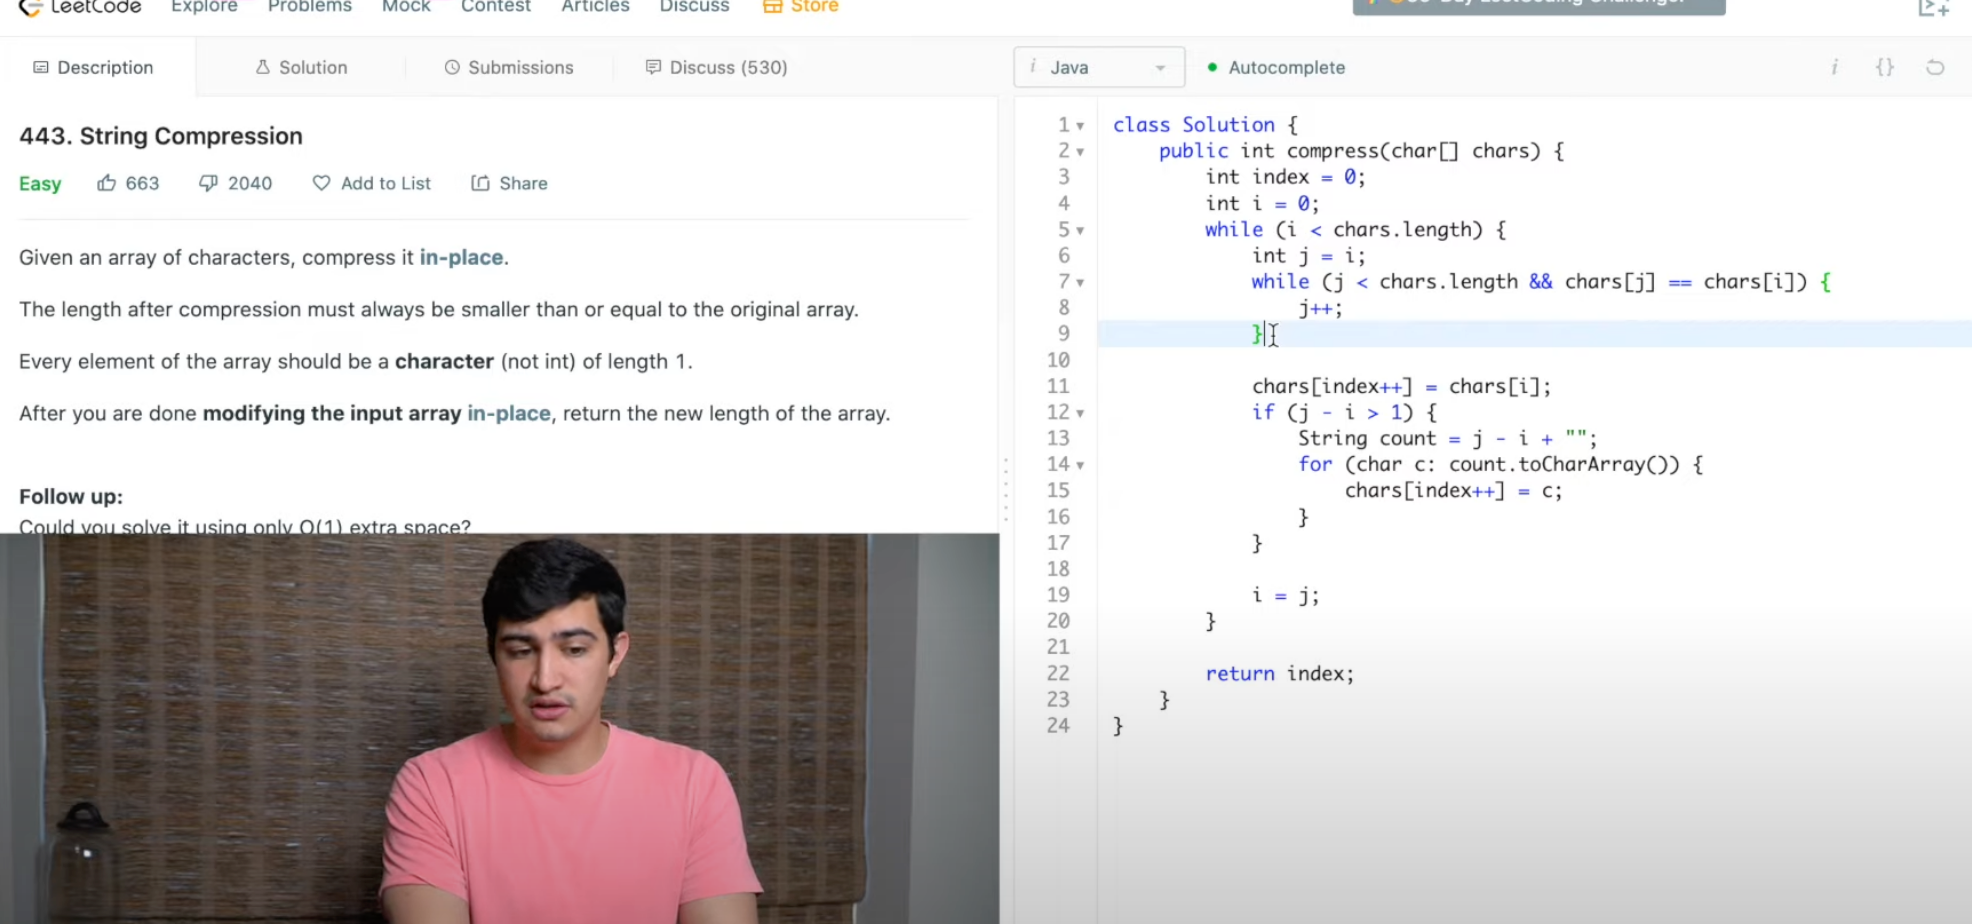 LeetCode Explore Problems Mock Contest Articles Discuss Store
Description Solution Submissions Discuss (530)
i Java Autocomplete i {}
443. String Compression
Easy 663 2040 Add to List Share
Given an array of characters, compress it in-place.
The length after compression must always be smaller than or equal to the original array.
Every element of the array should be a character (not int) of length 1.
After you are done modifying the input array in-place, return the new length of the array.
Follow up:
Could you solve it using only O(1) extra space?
1 class Solution {
2 public int compress(char[] chars) {
3 int index = 0;
4 int i = 0;
5 while (i < chars.length) {
6 int j = i;
7 while (j < chars.length && chars[j] == chars[i]) {
8 j++;
9 }
10
11 chars[index++] = chars[i];
12 if (j - i > 1) {
13 String count = j - i + "";
14 for (char c: count.toCharArray()) {
15 chars[index++] = c;
16 }
17 }
18
19 i = j;
20 }
21
22 return index;
23 }
24 }